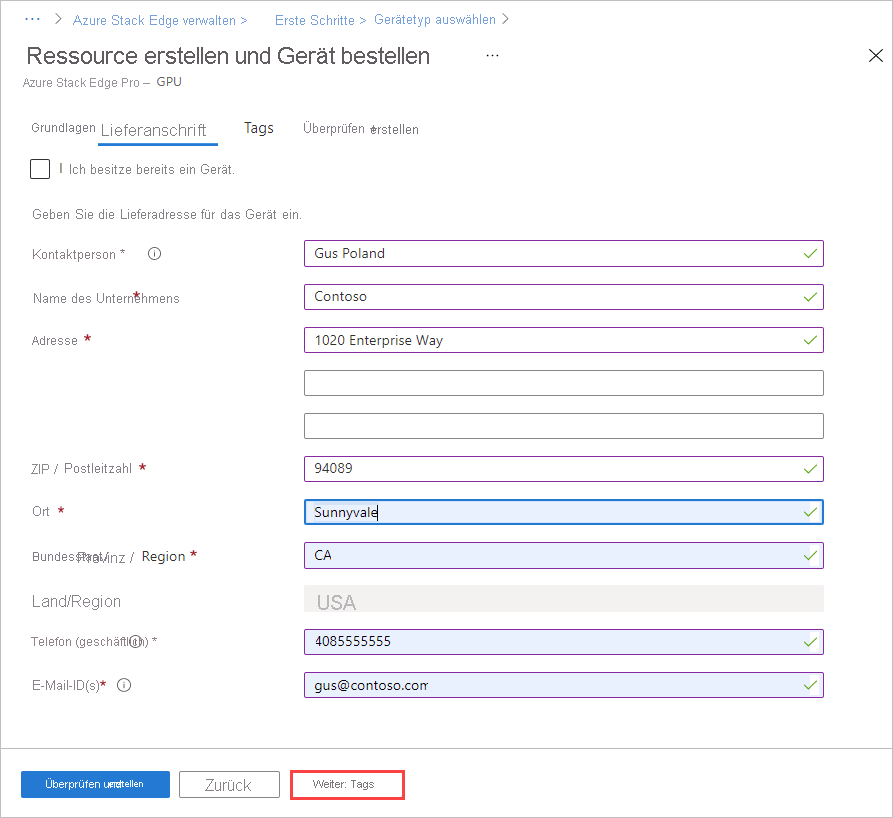 Azure Stack Edge verwalten > Erste Schritte > Gerätetyp auswählen >
Ressource erstellen und Gerät bestellen ...
Azure Stack Edge Pro – GPU
Grundlagen Lieferanschrift Tags Überprüfen + erstellen
Ich besitze bereits ein Gerät.
Geben Sie die Lieferadresse für das Gerät ein.
Kontaktperson * Gus Poland
Name des Unternehmens * Contoso
Adresse * 1020 Enterprise Way
ZIP / Postleitzahl * 94089
Ort * Sunnyvale
Bundesstaat/ Provinz / Region * CA
Land/Region USA
Telefon (geschäftlich) * 4085555555
E-Mail-ID(s)* gus@contoso.com
Überprüfen und erstellen Zurück Weiter: Tags